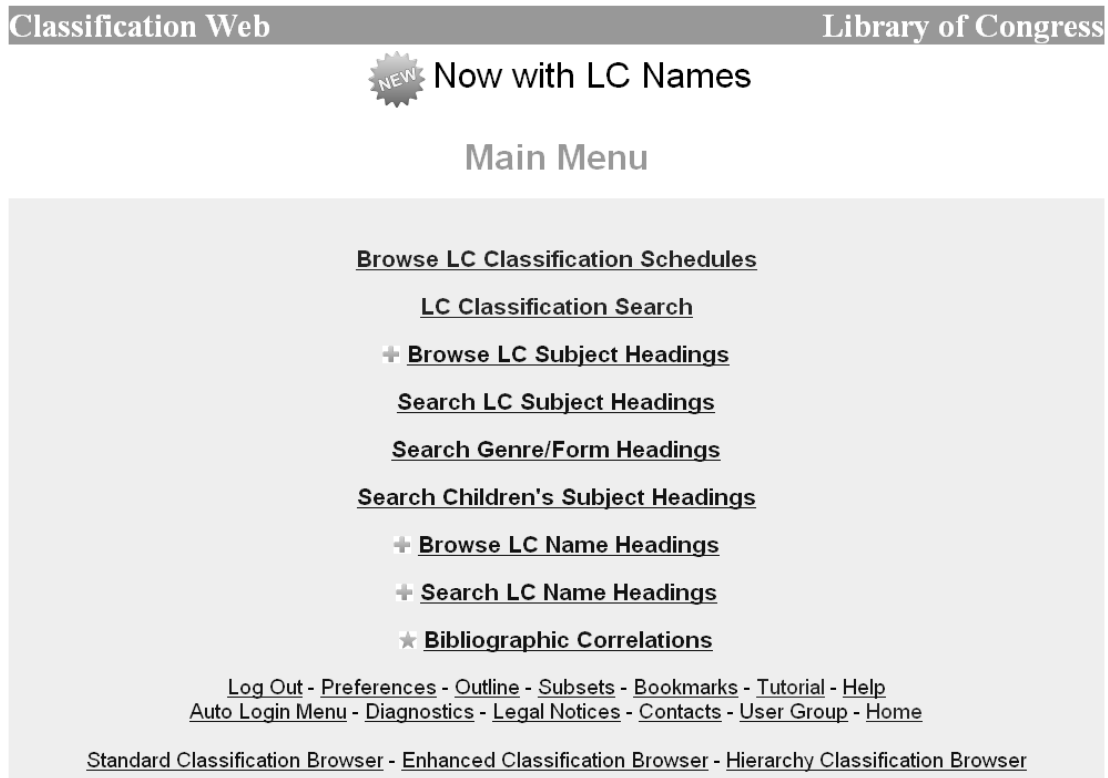 Classification Web Library of Congress
NEW Now with LC Names
Main Menu
Browse LC Classification Schedules
LC Classification Search
Browse LC Subject Headings
Search LC Subject Headings
Search Genre/Form Headings
Search Children's Subject Headings
Browse LC Name Headings
Search LC Name Headings
Bibliographic Correlations
Log Out - Preferences - Outline - Subsets - Bookmarks - Tutorial - Help
Auto Login Menu - Diagnostics - Legal Notices - Contacts - User Group - Home
Standard Classification Browser - Enhanced Classification Browser - Hierarchy Classification Browser